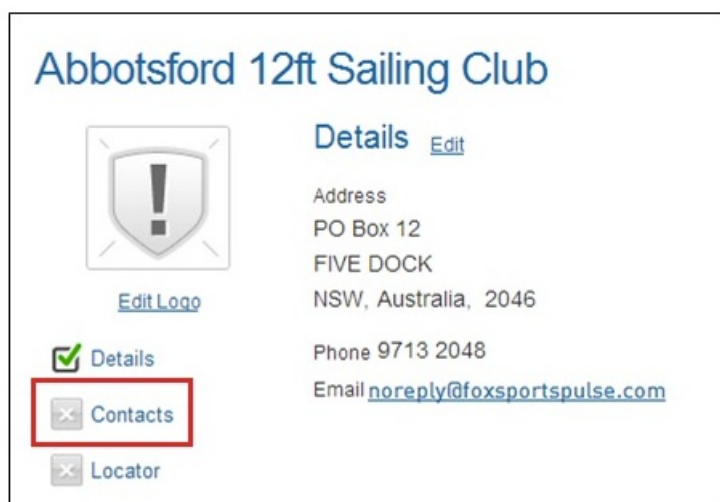 Abbotsford 12ft Sailing Club
Details Edit
Address
PO Box 12
FIVE DOCK
NSW, Australia, 2046
Phone 9713 2048
Email noreply@foxsportspulse.com
Edit Logo
Details
Contacts
Locator